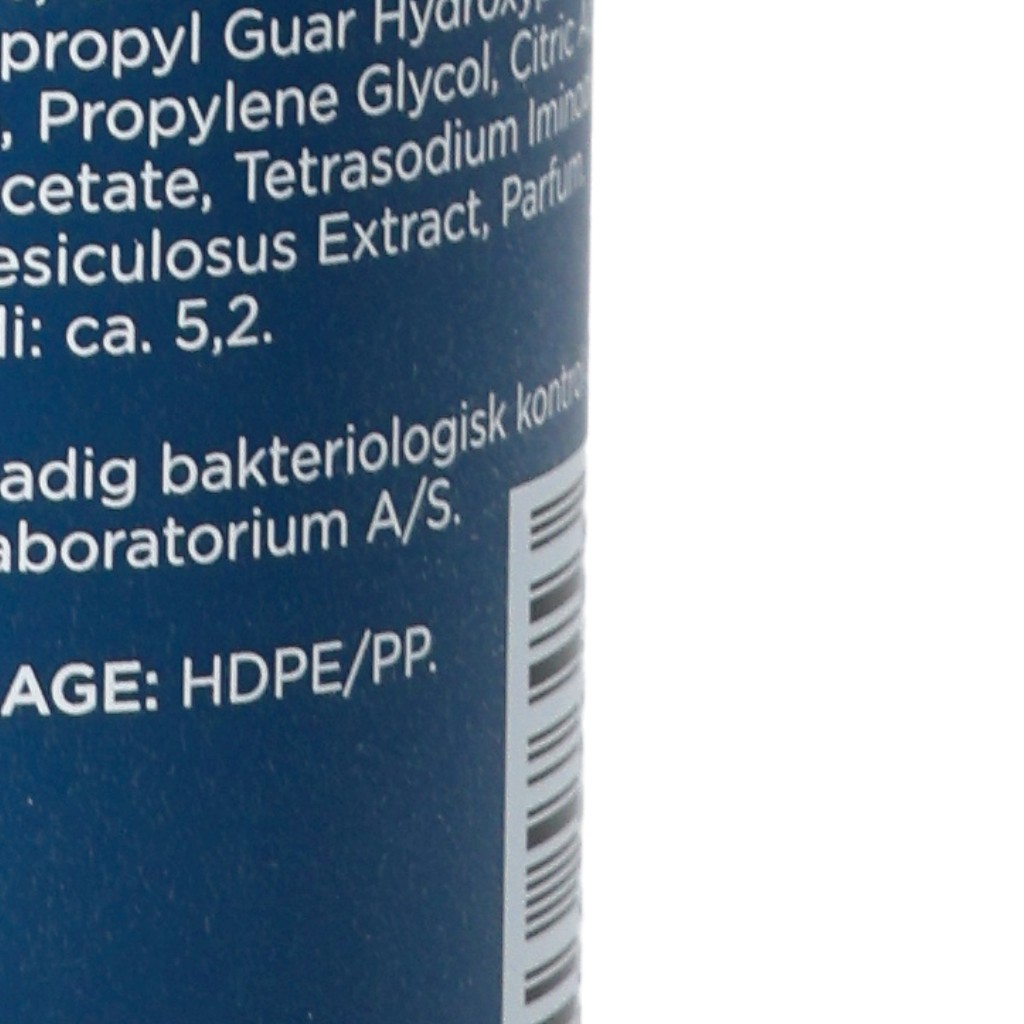 propyl Guar Hydroxyp
, Propylene Glycol, Citric A
cetate, Tetrasodium Imino
esiculosus Extract, Parfum,
li: ca. 5,2.
adig bakteriologisk kontro
aboratorium A/S.
AGE: HDPE/PP.